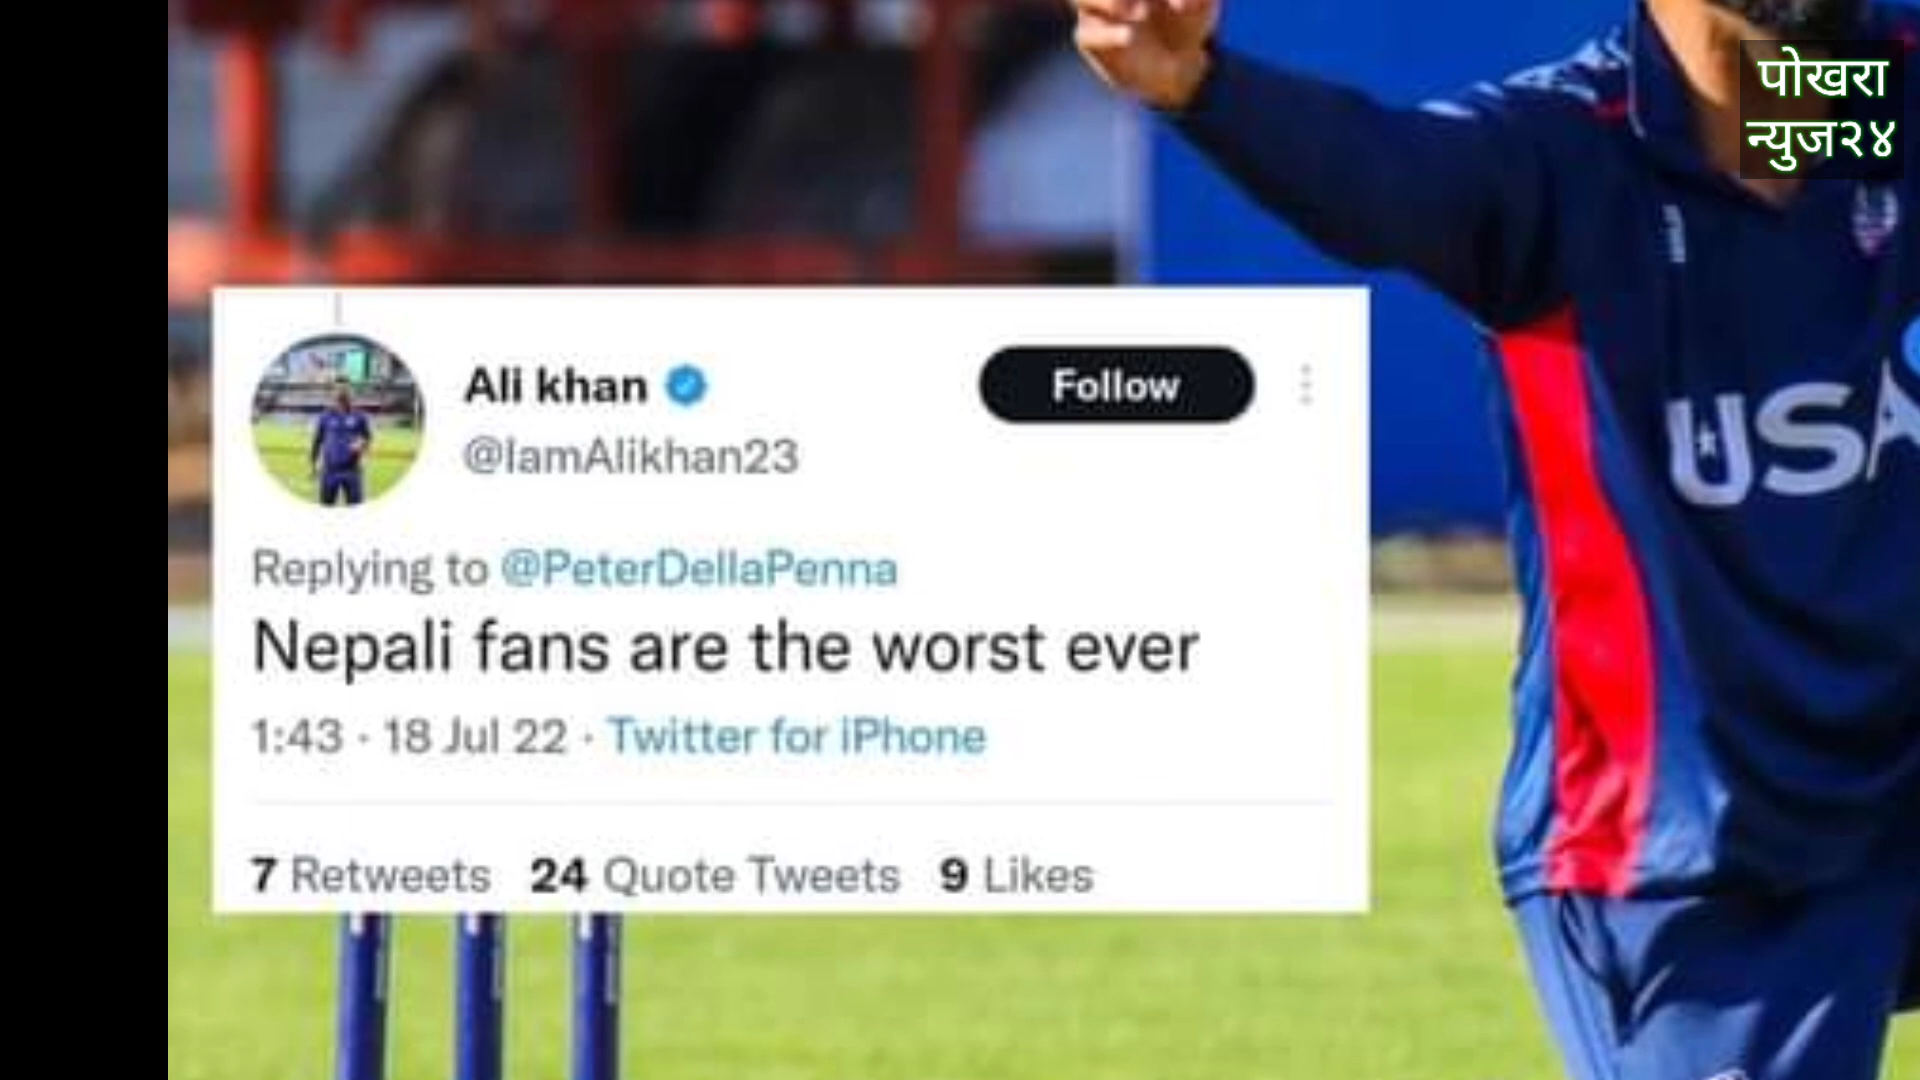 पोखरा
न्युज२४
Ali khan
@IamAlikhan23
Follow
Replying to @PeterDellaPenna
Nepali fans are the worst ever
1:43 · 18 Jul 22 · Twitter for iPhone
7 Retweets 24 Quote Tweets 9 Likes
USA